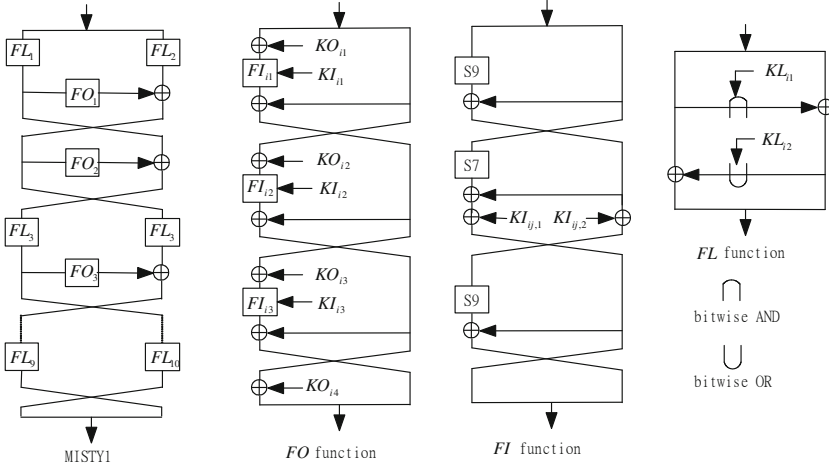 FL1
FL2
FO1
FO2
FL3
FL3
FO3
FL9
FL10
MISTY1
KOi1
FIi1
KIi1
KOi2
FIi2
KIi2
KOi3
FIi3
KIi3
KOi4
FO function
S9
S7
KIij,1 KIij,2
S9
FI function
KLi1
KLi2
FL function
bitwise AND
bitwise OR